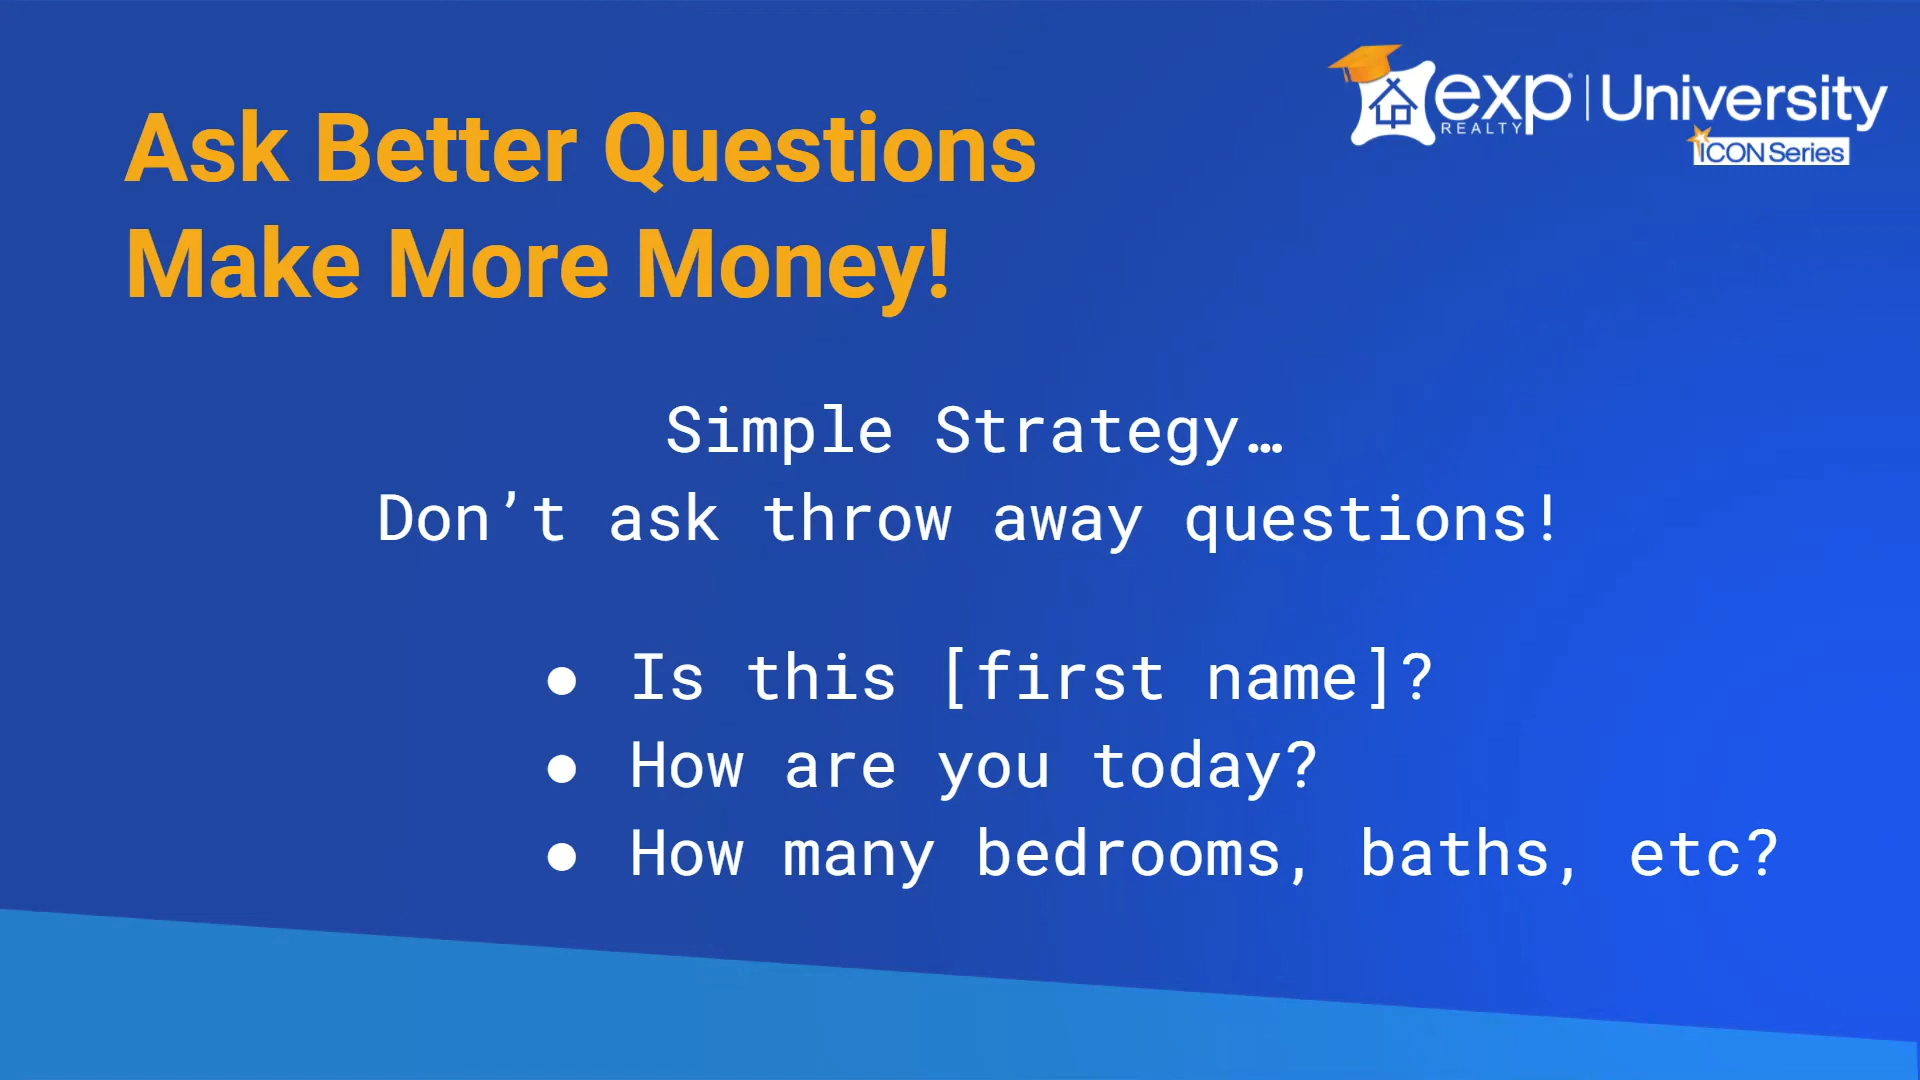 exp | University
REALTY
ICON Series
Ask Better Questions
Make More Money!
Simple Strategy…
Don’t ask throw away questions!
● Is this [first name]?
● How are you today?
● How many bedrooms, baths, etc?